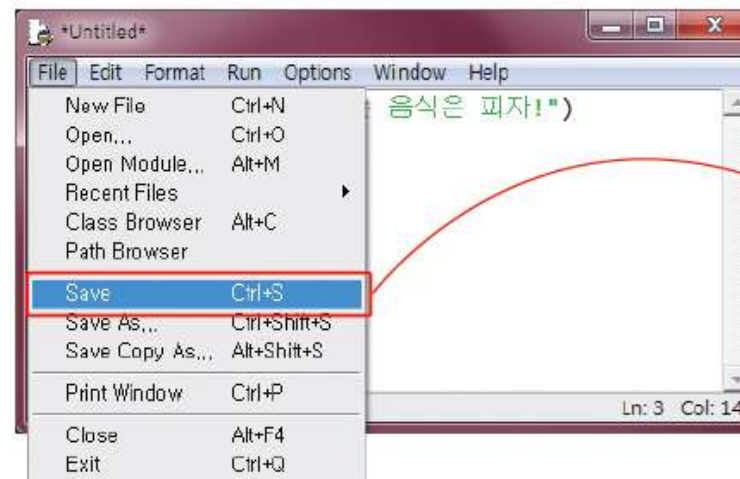 *Untitled*
File Edit Format Run Options Window Help
음식은 피자!")
New File Ctrl+N
Open... Ctrl+O
Open Module... Alt+M
Recent Files
Class Browser Alt+C
Path Browser
Save Ctrl+S
Save As... Ctrl+Shift+S
Save Copy As... Alt+Shift+S
Print Window Ctrl+P
Close Alt+F4
Exit Ctrl+Q
Ln: 3 Col: 14